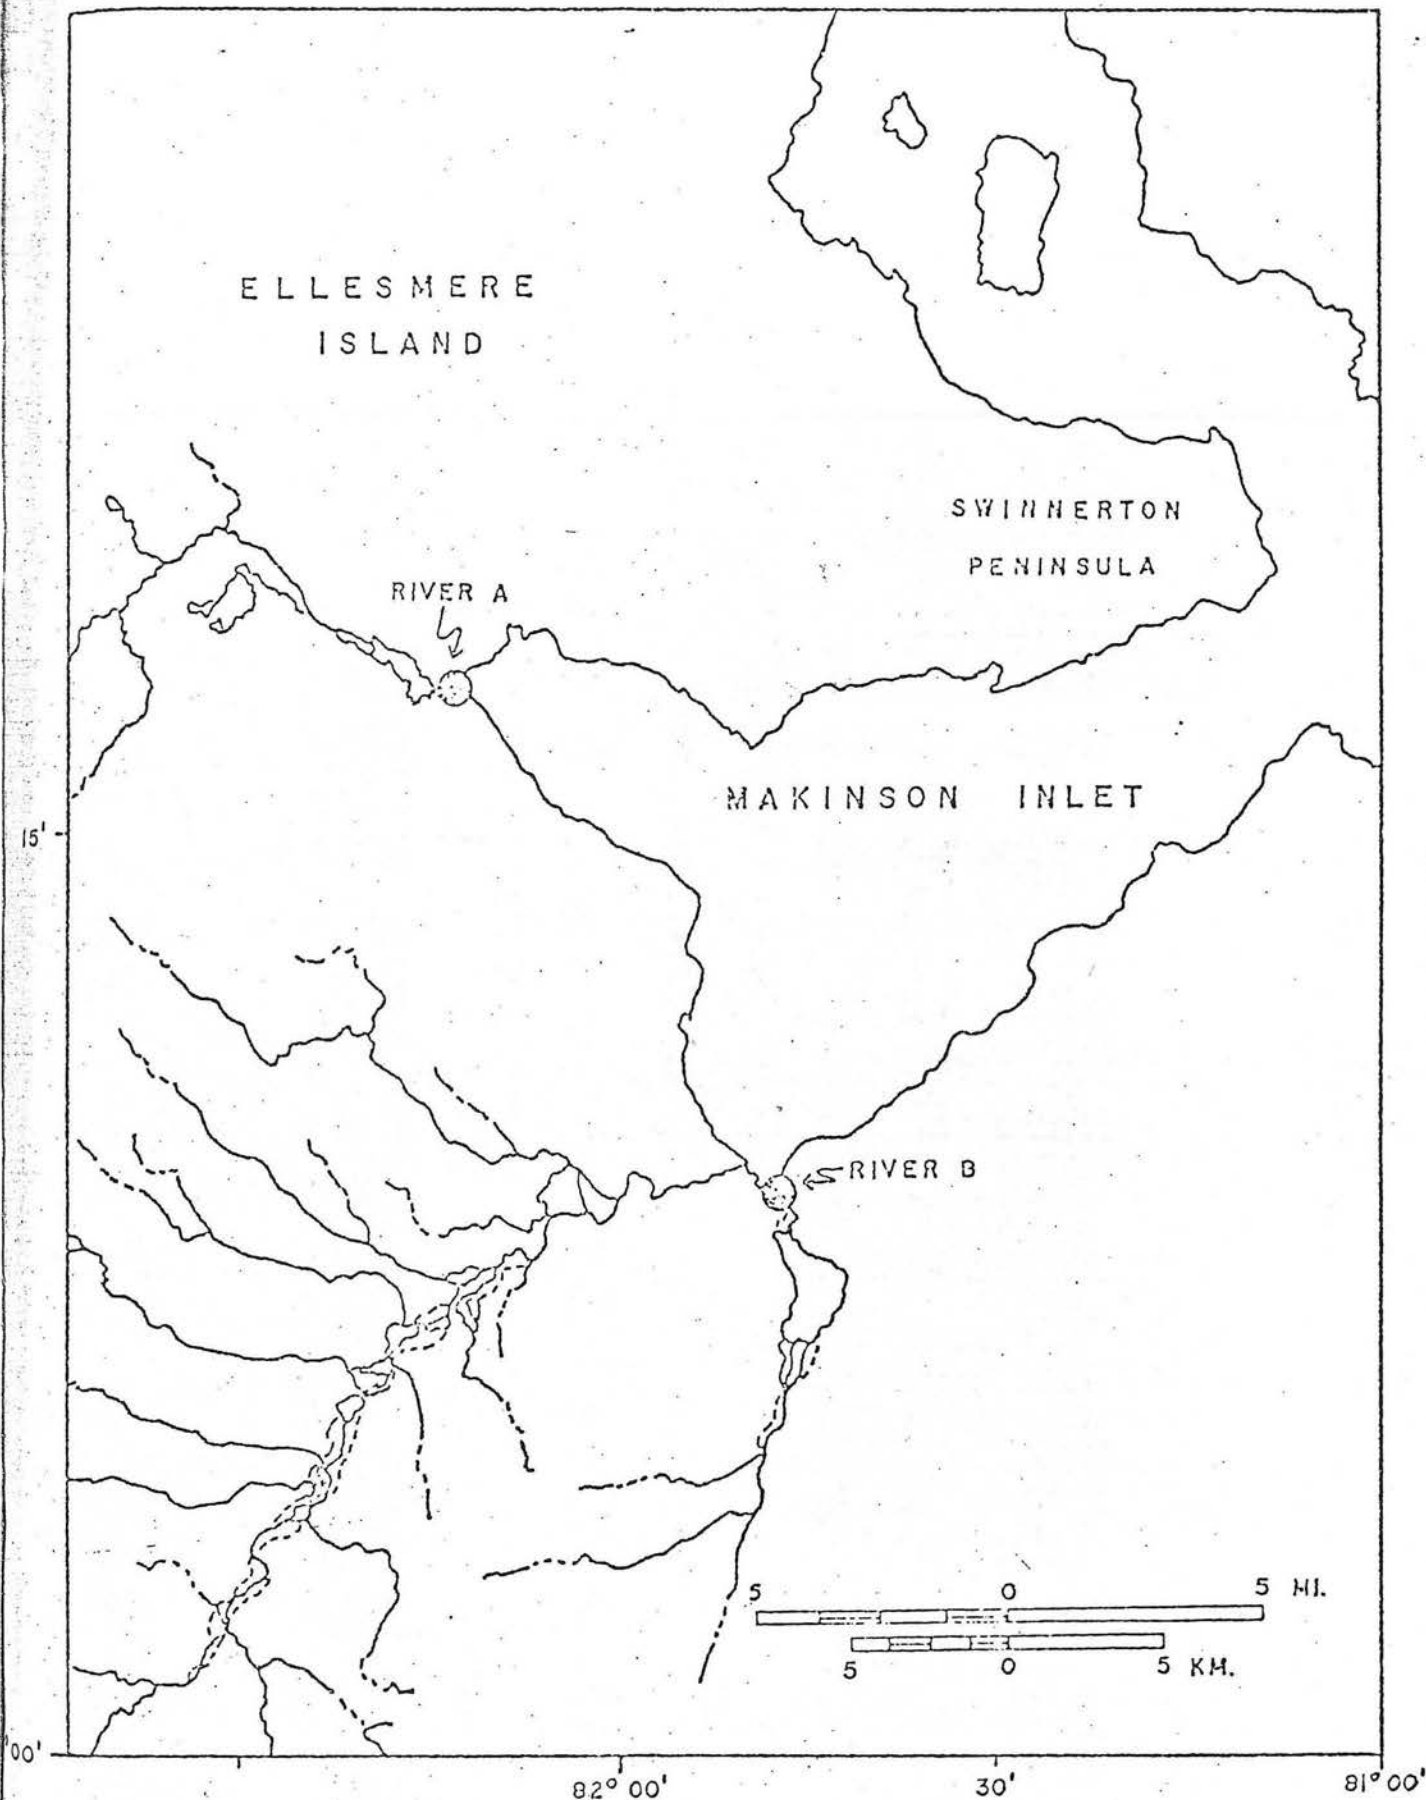 ELLESMERE
ISLAND
SWINNERTON
PENINSULA
RIVER A
MAKINSON INLET
15'
RIVER B
5 0 5 MI.
5 0 5 KM.
00'
82° 00' 30' 81° 00'